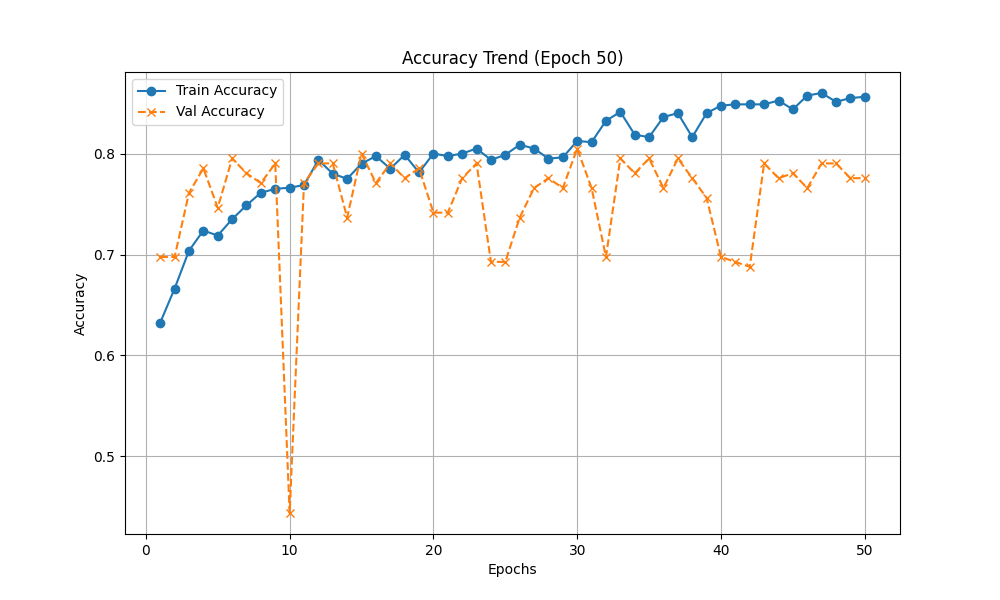 Accuracy Trend (Epoch 50)
Train Accuracy
Val Accuracy
Accuracy
0.8
0.7
0.6
0.5
0 10 20 30 40 50
Epochs